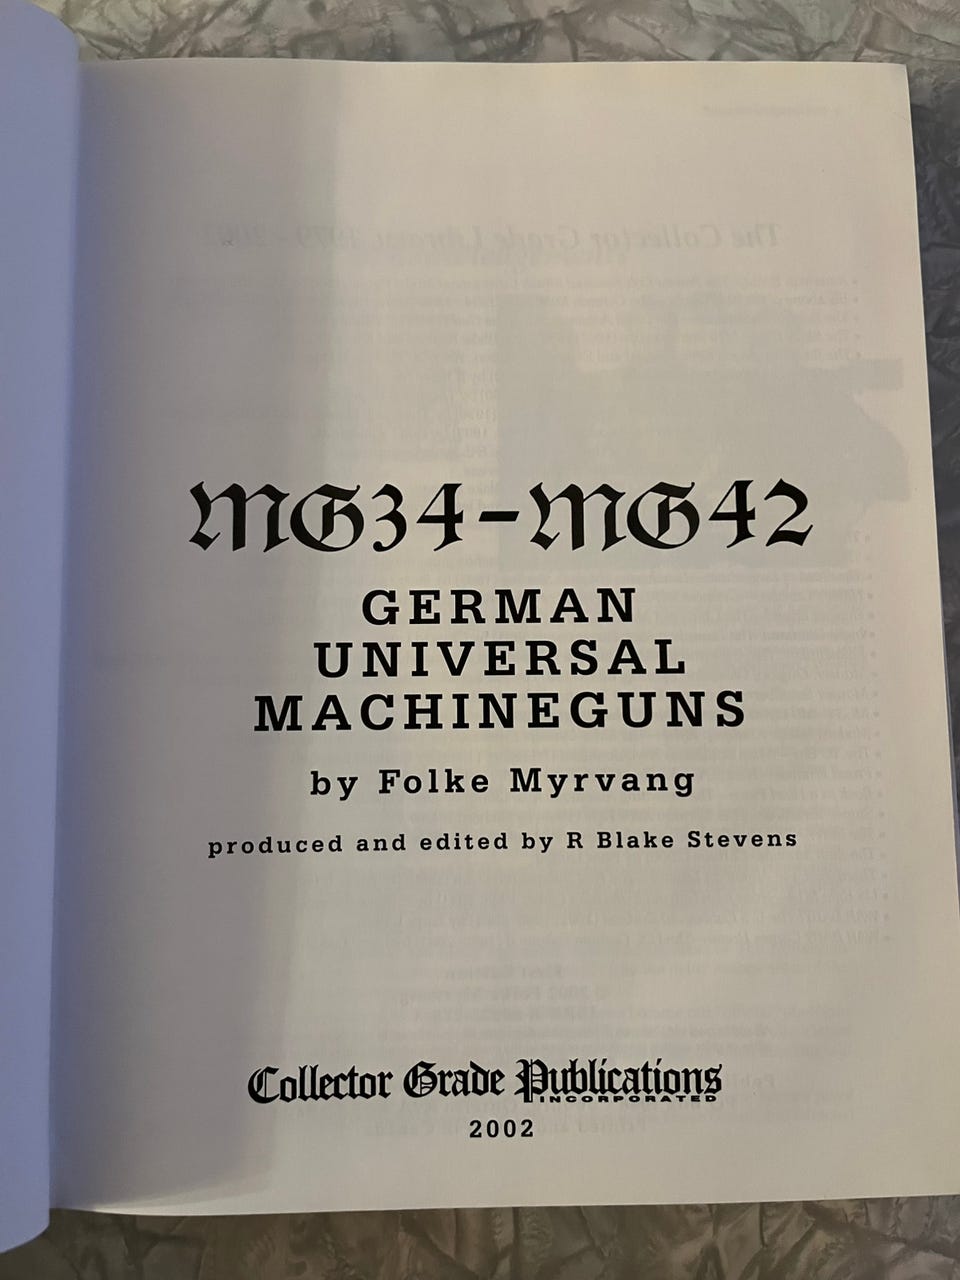 MG34-MG42
GERMAN
UNIVERSAL
MACHINEGUNS
by Folke Myrvang
produced and edited by R Blake Stevens
Collector Grade Publications
INCORPORATED
2002